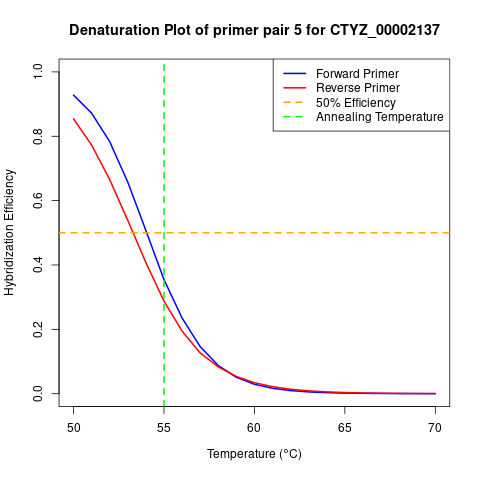 Denaturation Plot of primer pair 5 for CTYZ_00002137
Forward Primer
Reverse Primer
50% Efficiency
Annealing Temperature
Hybridization Efficiency
1.0
0.8
0.6
0.4
0.2
0.0
50
55
60
65
70
Temperature (°C)